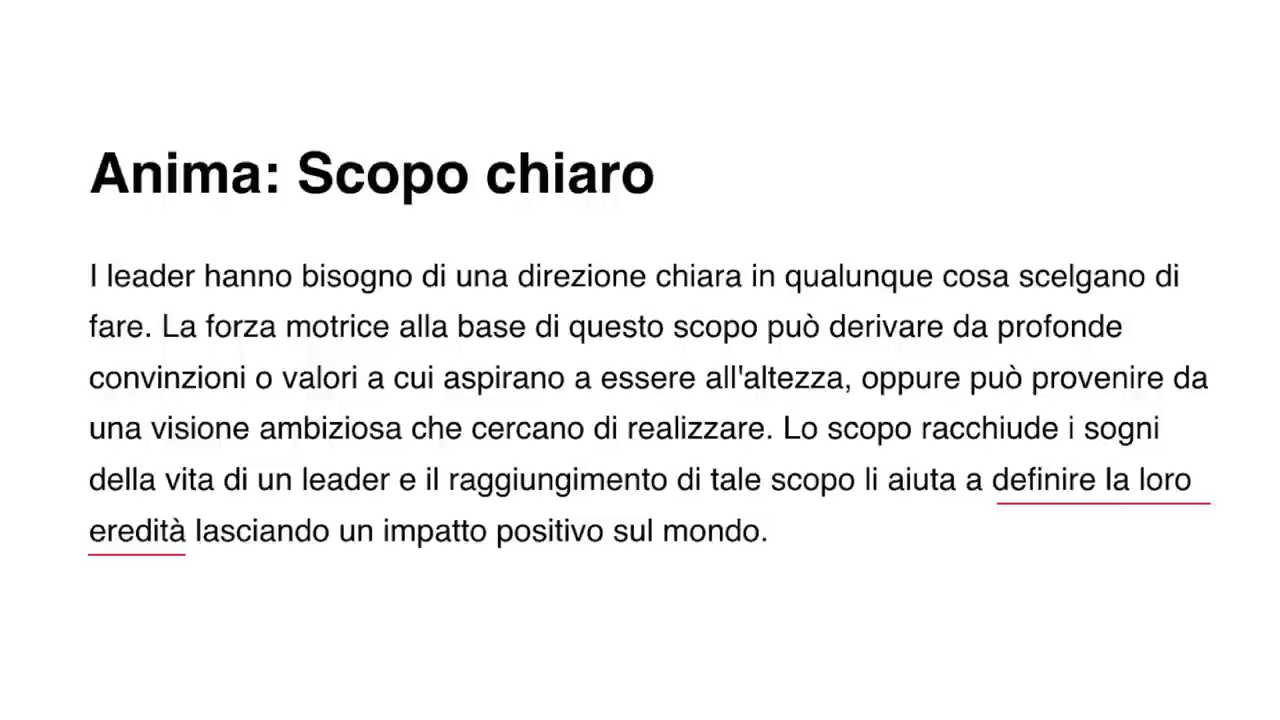 Anima: Scopo chiaro
I leader hanno bisogno di una direzione chiara in qualunque cosa scelgano di
fare. La forza motrice alla base di questo scopo può derivare da profonde
convinzioni o valori a cui aspirano a essere all'altezza, oppure può provenire da
una visione ambiziosa che cercano di realizzare. Lo scopo racchiude i sogni
della vita di un leader e il raggiungimento di tale scopo li aiuta a definire la loro
eredità lasciando un impatto positivo sul mondo.